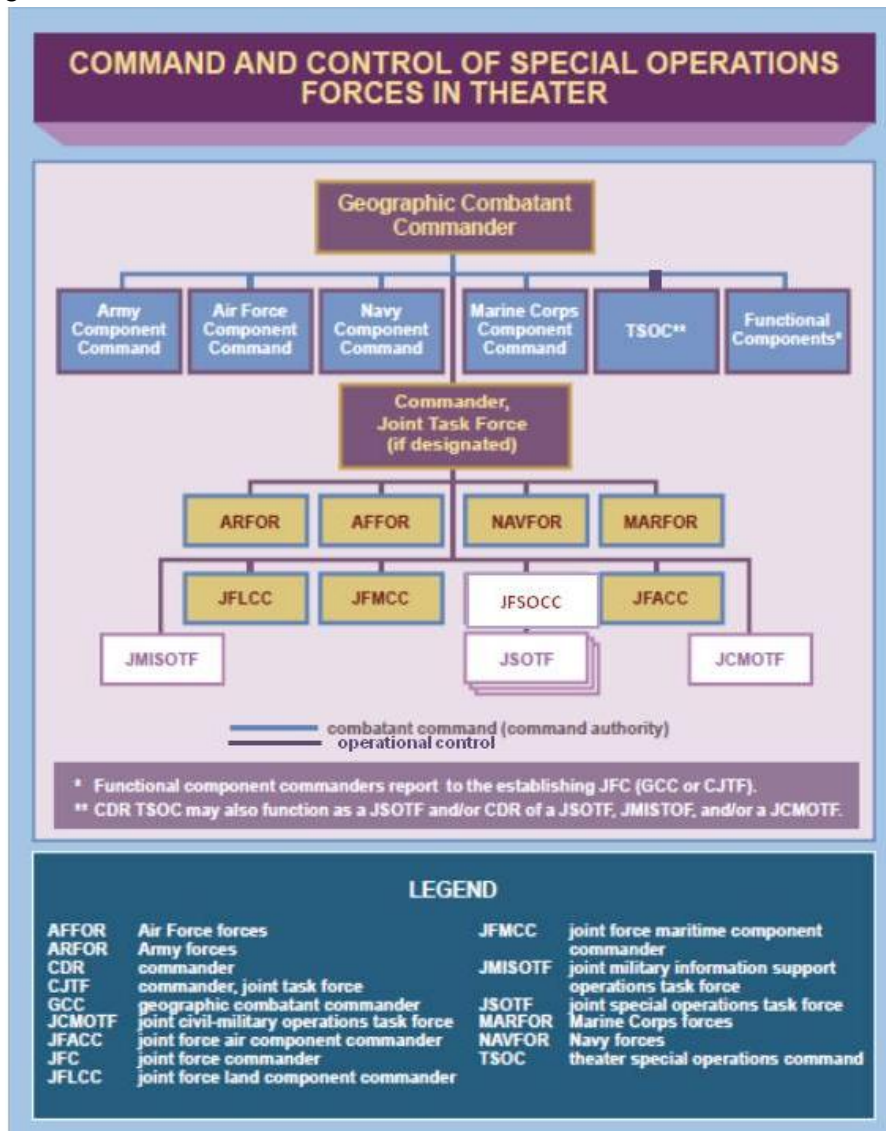 COMMAND AND CONTROL OF SPECIAL OPERATIONS
FORCES IN THEATER
Geographic Combatant
Commander
Army
Component
Command
Air Force
Component
Command
Navy
Component
Command
Marine Corps
Component
Command
TSOC**
Functional
Components*
Commander,
Joint Task Force
(if designated)
ARFOR
AFFOR
NAVFOR
MARFOR
JFLCC
JFMCC
JFSOCC
JFACC
JMISOTF
JSOTF
JCMOTF
combatant command (command authority)
operational control
* Functional component commanders report to the establishing JFC (GCC or CJTF).
** CDR TSOC may also function as a JSOTF and/or CDR of a JSOTF, JMISTOF, and/or a JCMOTF.
LEGEND
AFFOR Air Force forces
ARFOR Army forces
CDR commander
CJTF commander, joint task force
GCC geographic combatant commander
JCMOTF joint civil-military operations task force
JFACC joint force air component commander
JFC joint force commander
JFLCC joint force land component commander
JFMCC joint force maritime component
commander
JMISOTF joint military information support
operations task force
JSOTF joint special operations task force
MARFOR Marine Corps forces
NAVFOR Navy forces
TSOC theater special operations command